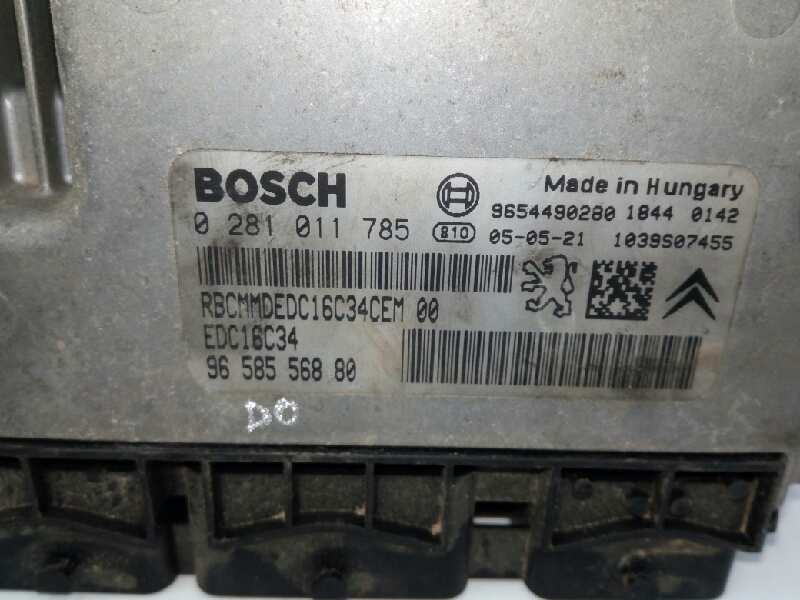 BOSCH
Made in Hungary
9654490280 1844 0142
0 281 011 785
810 05-05-21 1039S07455
RBCMMDEDC16C34CEM 00
EDC16C34
96 585 568 80
DC